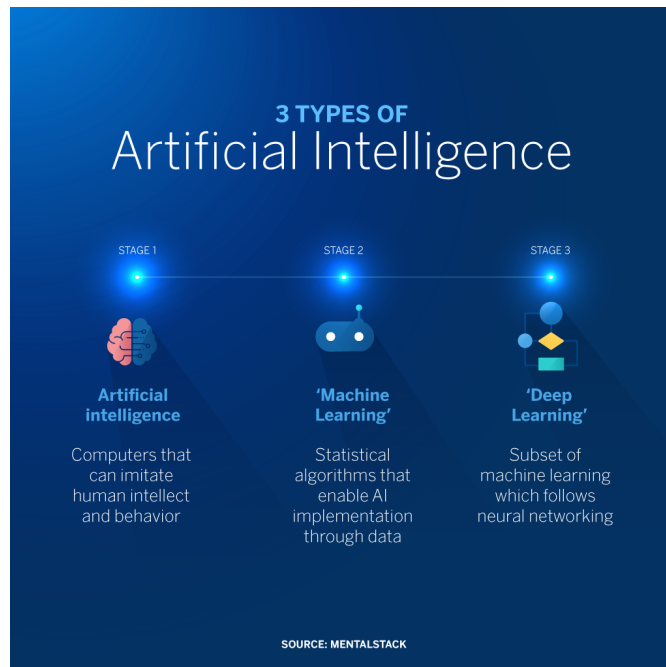 3 TYPES OF
Artificial Intelligence
STAGE 1
STAGE 2
STAGE 3
Artificial
intelligence
Computers that
can imitate
human intellect
and behavior
'Machine
Learning'
Statistical
algorithms that
enable AI
implementation
through data
'Deep
Learning'
Subset of
machine learning
which follows
neural networking
SOURCE: MENTALSTACK